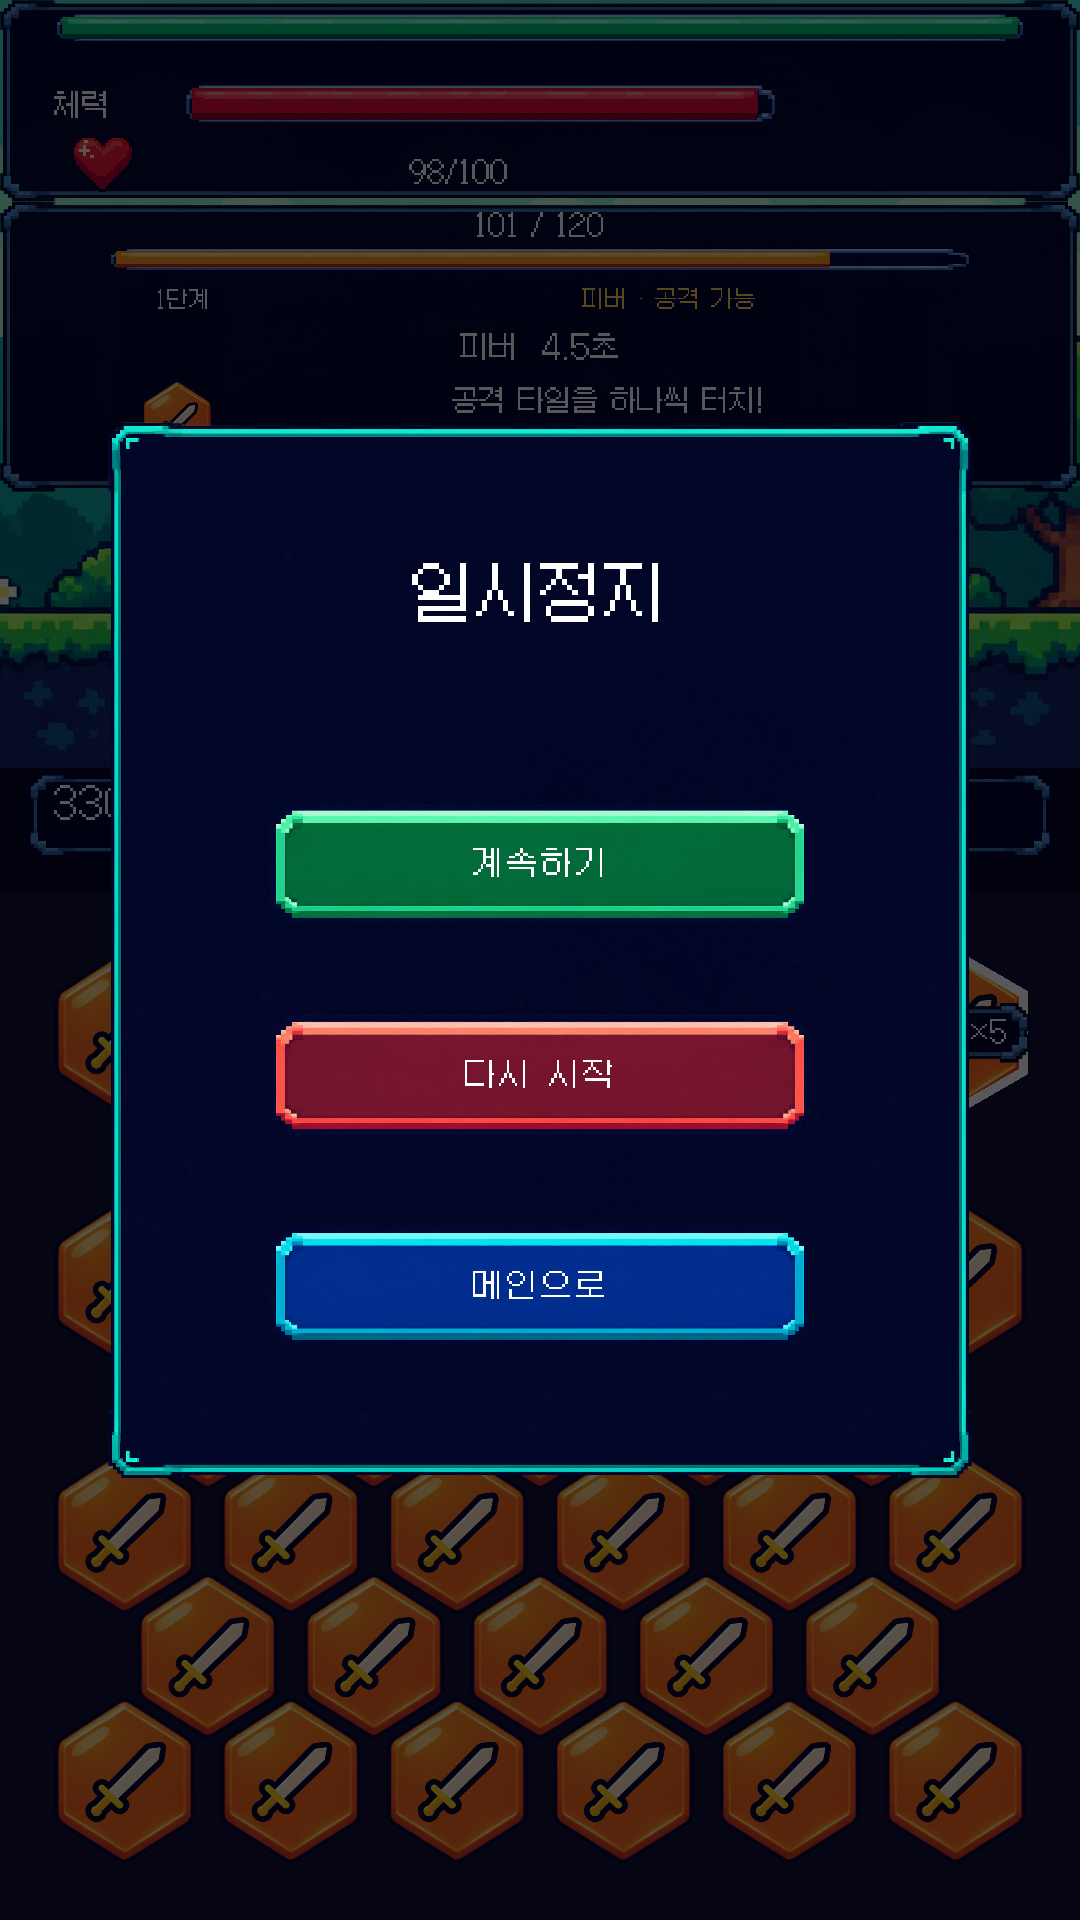 체력
98/100
101 / 120
1단계
피버 · 공격 가능
피버 4.5초
공격 타일을 하나씩 터치!
일시정지
330
계속하기
×5
다시 시작
메인으로